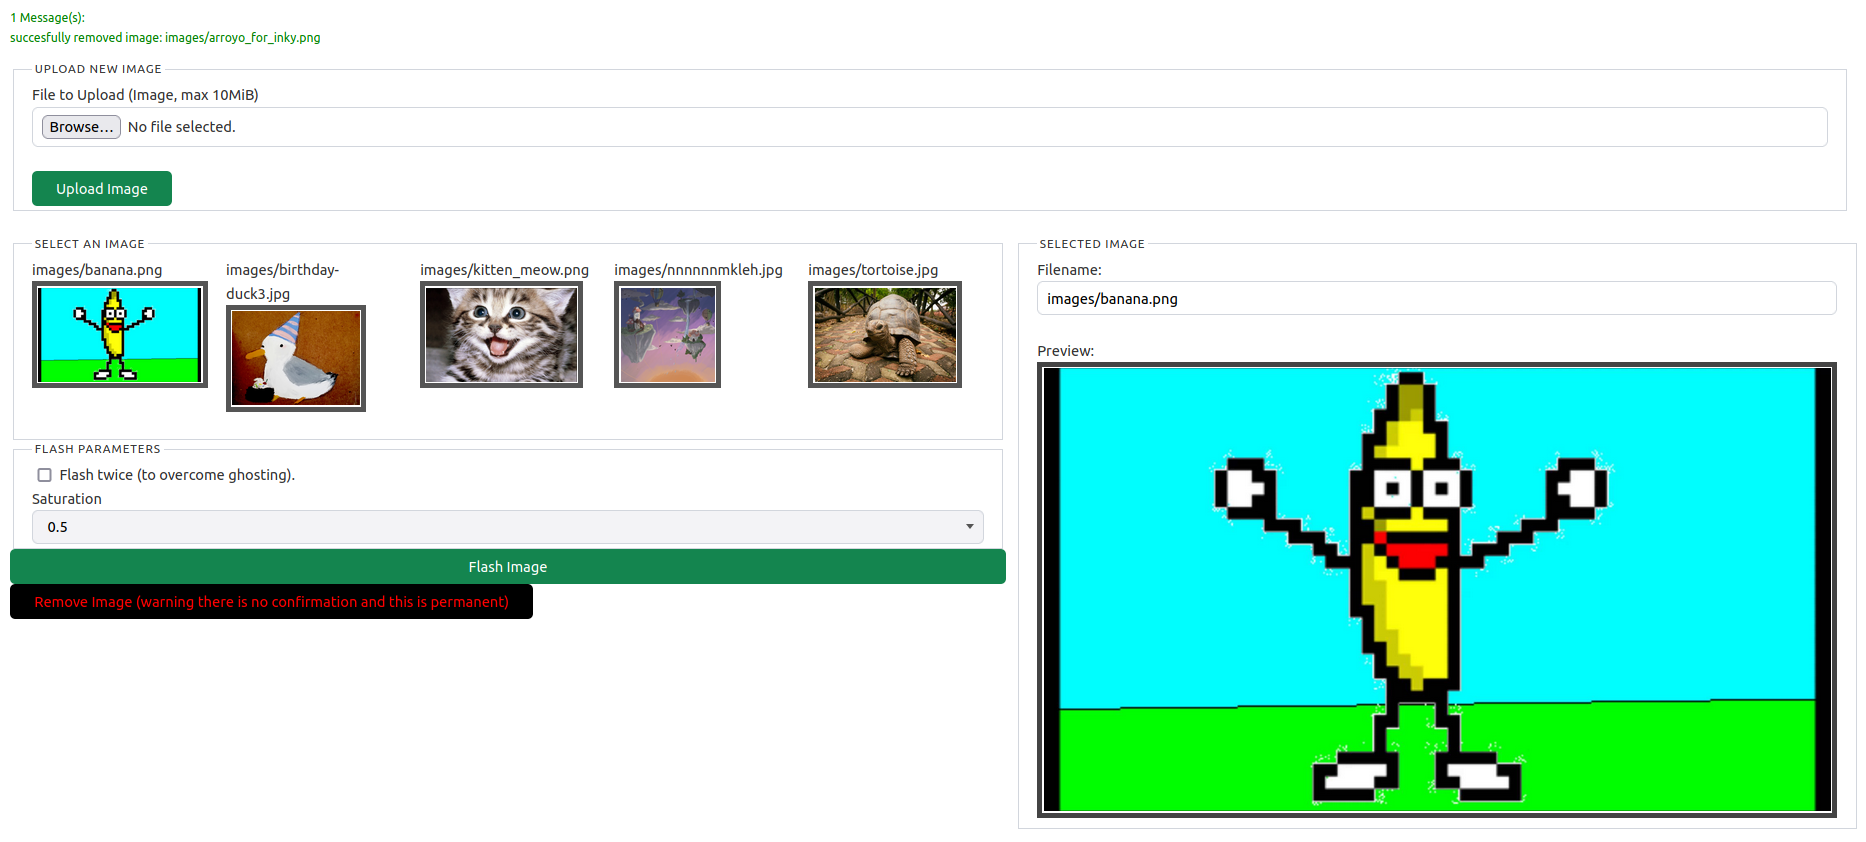 1 Message(s):
succesfully removed image: images/arroyo_for_inky.png
UPLOAD NEW IMAGE
File to Upload (Image, max 10MiB)
Browse... No file selected.
Upload Image
SELECT AN IMAGE
images/banana.png
images/birthday-
duck3.jpg
images/kitten_meow.png
images/nnnnnnmkleh.jpg
images/tortoise.jpg
FLASH PARAMETERS
Flash twice (to overcome ghosting).
Saturation
0.5
Flash Image
Remove Image (warning there is no confirmation and this is permanent)
SELECTED IMAGE
Filename:
images/banana.png
Preview: